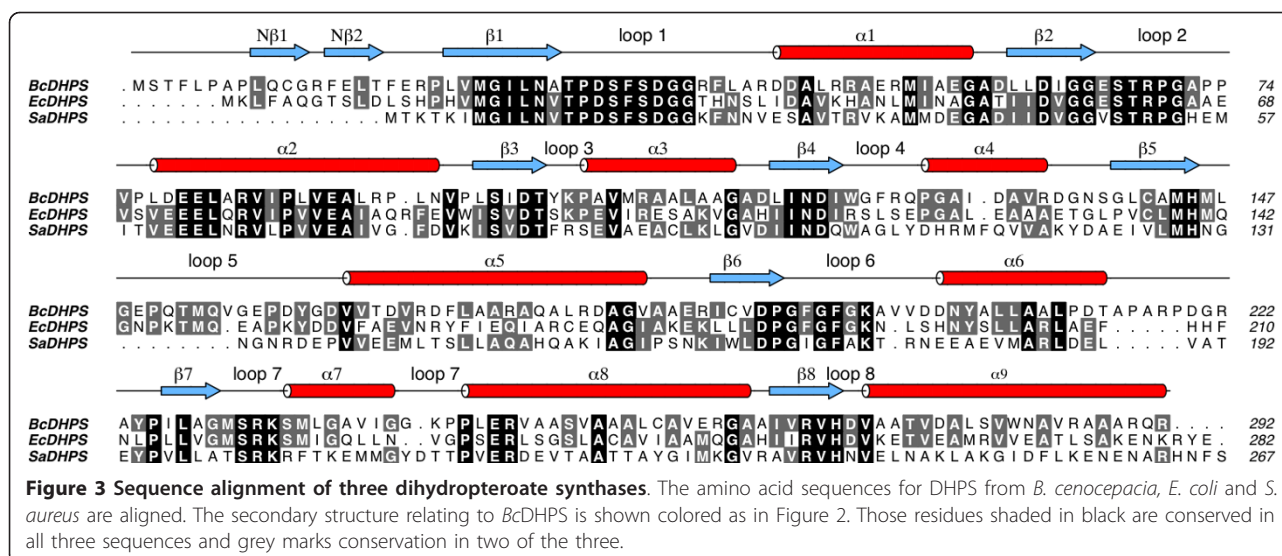 Nβ1 Nβ2 β1 loop 1 α1 β2 loop 2
BcDHPS .MSTFLPAPLQCGRFELTFERPLVMGILNATPDSFSDGGRFLARDDALRRAERMIAEGADLLDIGGESTRPGAPP 74
EcDHPS .......MKLFAQGTSLDLSHPHVMGILNVTPDSFSDGGTHNSLIDAVKHANLMINAGATIIDVGGESTRPGAAE 68
SaDHPS ..................MTKTKIMGILNVTPDSFSDGGKFNNVESAVTRVKAMMDEGADIIDVGGVSTRPGHEM 57
α2 β3 loop 3 α3 β4 loop 4 α4 β5
BcDHPS VPLDEELARVIPLVEALRP.LNVPLSIDTYKPAVMRAALAAGADLINDIWGFRQPGAI.DAVRDGNSGLCAMHML 147
EcDHPS VSVEEELQRVIPVVEAIAQRFEVWISVDTSKPEVIRESAKVGAHIINDIRSLSEPGAL.EAAAETGLPVCLMHMQ 142
SaDHPS ITVEEELNRVLPVVEAIVG.FDVKISVDTFRSEVAEACLKLGVDIINDQWAGLYDHRMFQVVAKYDAEIVLMHNG 131
loop 5 α5 β6 loop 6 α6
BcDHPS GEPQTMQVGEPDYGDVVTDVRDFLAARAQALRDAGVAAERICVDPGFGFGKAVVDDNYALLAALPDTAPARPDGR 222
EcDHPS GNPKTMQ.EAPKYDDVFAEVNRYFIEQIARCEQAGIAKEKLLLDPGFGFGKN.LSHNYSLLARLAEF.....HHF 210
SaDHPS ........NGNRDEPVVEEMLTSLLAQAHQAKIAGIPSNKIWLDPGIGFAKT.RNEEAEVMARLDEL.....VAT 192
β7 loop 7 α7 loop 7 α8 β8 loop 8 α9
BcDHPS AYPILAGMSRKSMLGAVIGG.KPPLERVAASVAAALCAVERGAAIVRVHDVAATVDALSVWNAVRAAARQR.... 292
EcDHPS NLPLLVGMSRKSMIGQLLN.VGPSERLSGSLACAVIAAMQGAHIIRVHDVKETVEAMRVVEATLSAKENKRYE. 282
SaDHPS EYPVLLATSRKRFTKEMMGYDTTPVERDEVTAATTAYGIMKGVRAVRVHNVELNAKLAKGIDFLKENENARHNFS 267
Figure 3 Sequence alignment of three dihydropteroate synthases. The amino acid sequences for DHPS from B. cenocepacia, E. coli and S.
aureus are aligned. The secondary structure relating to BcDHPS is shown colored as in Figure 2. Those residues shaded in black are conserved in
all three sequences and grey marks conservation in two of the three.